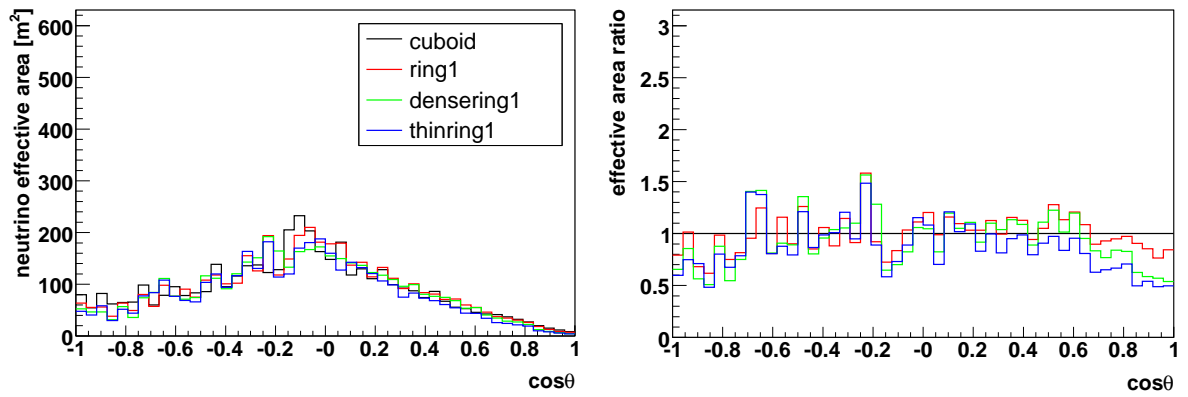 neutrino effective area [m²]
600
500
400
300
200
100
0
cuboid
ring1
densering1
thinring1
-1 -0.8 -0.6 -0.4 -0.2 -0 0.2 0.4 0.6 0.8 1
cosθ
effective area ratio
3
2.5
2
1.5
1
0.5
0
-1 -0.8 -0.6 -0.4 -0.2 -0 0.2 0.4 0.6 0.8 1
cosθ